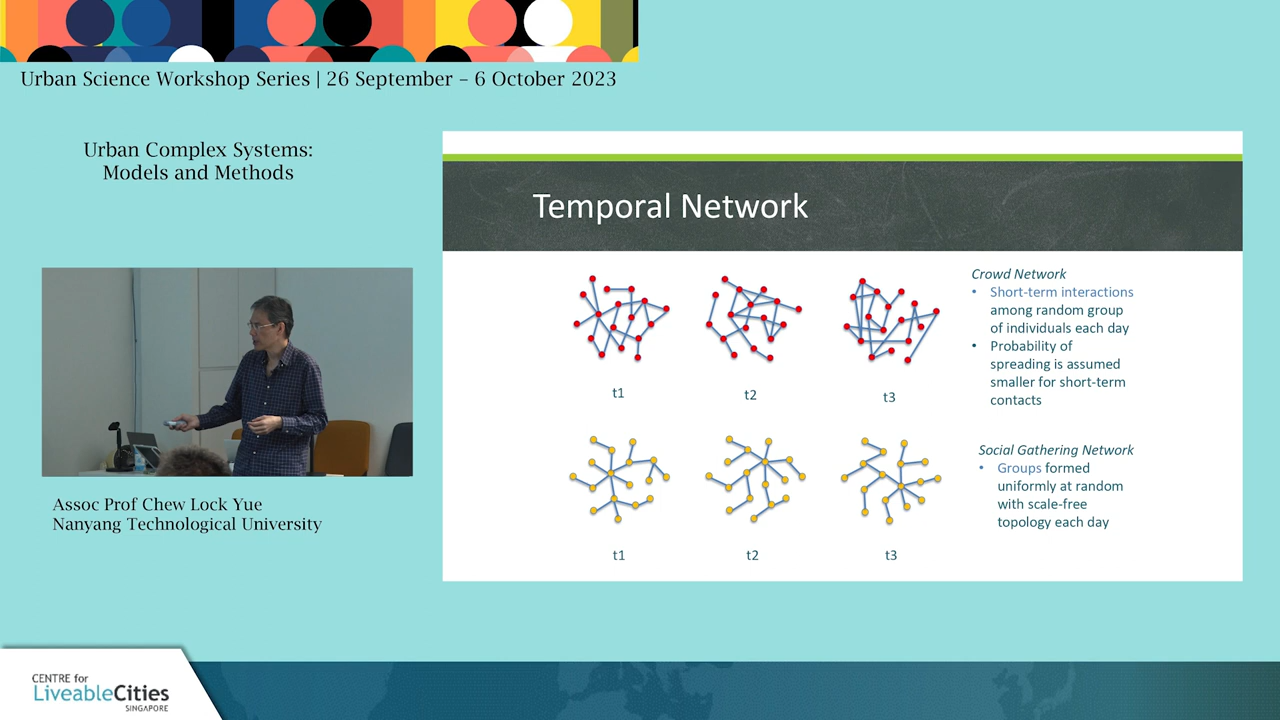 Urban Science Workshop Series | 26 September – 6 October 2023
Urban Complex Systems:
Models and Methods
Temporal Network
t1
t2
t3
Crowd Network
• Short-term interactions
among random group
of individuals each day
• Probability of
spreading is assumed
smaller for short-term
contacts
t1
t2
t3
Social Gathering Network
• Groups formed
uniformly at random
with scale-free
topology each day
Assoc Prof Chew Lock Yue
Nanyang Technological University
CENTRE for
LiveableCities
SINGAPORE